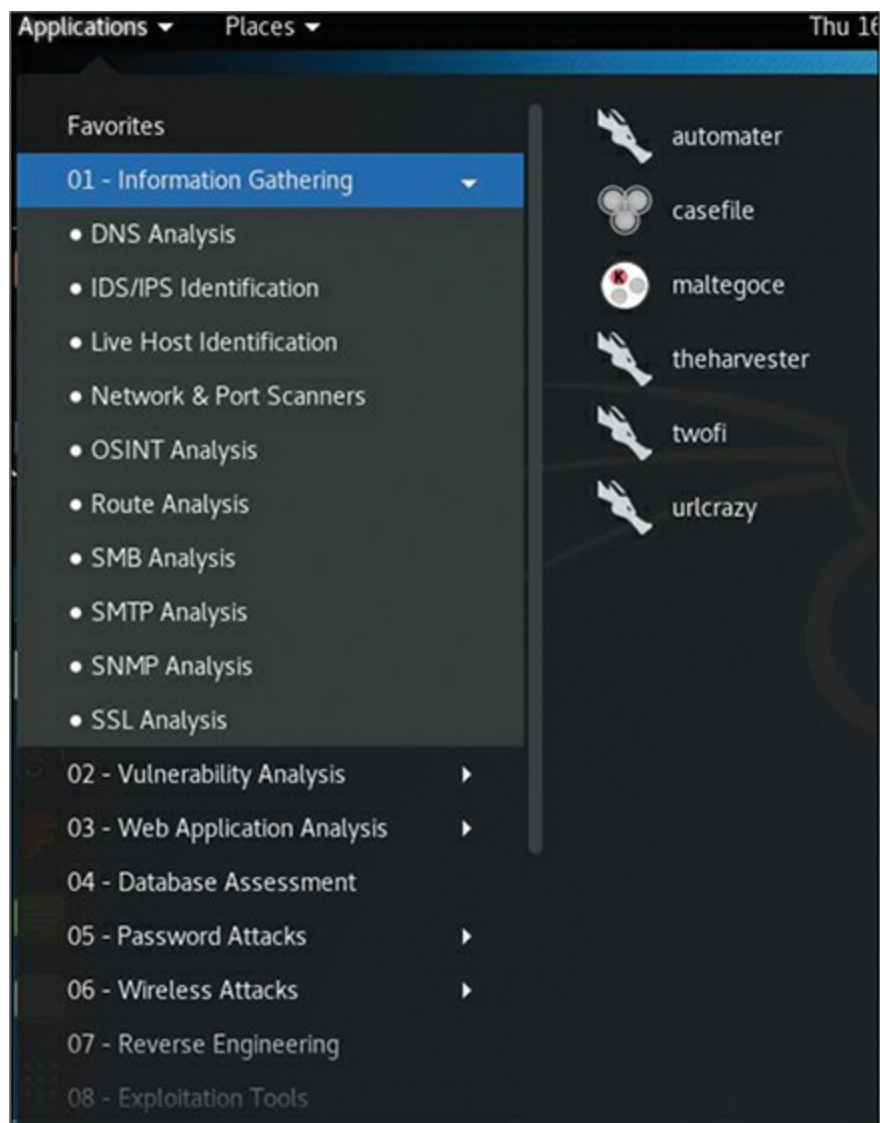 Applications Places Thu 16
Favorites
01 - Information Gathering
• DNS Analysis
• IDS/IPS Identification
• Live Host Identification
• Network & Port Scanners
• OSINT Analysis
• Route Analysis
• SMB Analysis
• SMTP Analysis
• SNMP Analysis
• SSL Analysis
02 - Vulnerability Analysis
03 - Web Application Analysis
04 - Database Assessment
05 - Password Attacks
06 - Wireless Attacks
07 - Reverse Engineering
08 - Exploitation Tools
automater
casefile
K
maltegoce
theharvester
twofi
urlcrazy